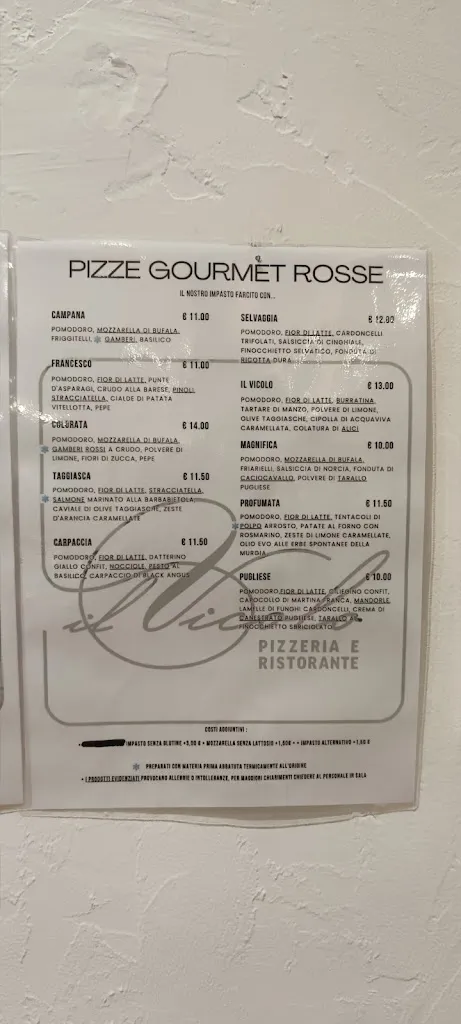 PIZZE GOURMET ROSSE
IL NOSTRO IMPASTO FARCITO CON...
CAMPANA € 11.00
POMODORO, MOZZARELLA DI BUFALA,
FRIGGITELLI, GAMBERI, BASILICO
FRANCESCO € 11.00
POMODORO, FIOR DI LATTE, PUNTE
D'ASPARAGI, CRUDO ALLA BARESE, PINOLI,
STRACCIATELLA, CIALDE DI PATATA
VITELLOTTA, PEPE
COLORATA € 14.00
POMODORO, MOZZARELLA DI BUFALA,
GAMBERI ROSSI A CRUDO, POLVERE DI
LIMONE, FIORI DI ZUCCA, PEPE
TAGGIASCA € 11.50
POMODORO, FIOR DI LATTE, STRACCIATELLA,
SALMONE MARINATO ALLA BARBABIETOLA,
CAVIALE DI OLIVE TAGGIASCHE, ZESTE
D'ARANCIA CARAMELLATE
CARPACCIA € 11.50
POMODORO, FIOR DI LATTE, DATTERINO
GIALLO CONFIT, NOCCIOLE, PESTO AL
BASILICO, CARPACCIO DI BLACK ANGUS
SELVAGGIA € 12.00
POMODORO, FIOR DI LATTE, CARDONCELLI
TRIFOLATI, SALSICCIA DI CINGHIALE,
FINOCCHIETTO SELVATICO, FONDUTA DI
RICOTTA DURA
IL VICOLO € 13.00
POMODORO, FIOR DI LATTE, BURRATINA,
TARTARE DI MANZO, POLVERE DI LIMONE,
OLIVE TAGGIASCHE, CIPOLLA DI ACQUAVIVA
CARAMELLATA, COLATURA DI ALICI
MAGNIFICA € 10.00
POMODORO, MOZZARELLA DI BUFALA,
FRIARIELLI, SALSICCIA DI NORCIA, FONDUTA DI
CACIOCAVALLO, POLVERE DI TARALLO
PUGLIESE
PROFUMATA € 11.50
POMODORO, FIOR DI LATTE, TENTACOLI DI
POLPO ARROSTO, PATATE AL FORNO CON
ROSMARINO, ZESTE DI LIMONE CARAMELLATE,
OLIO EVO ALLE ERBE SPONTANEE DELLA
MURGIA
PUGLIESE € 10.00
POMODORO, FIOR DI LATTE, CILIEGINO CONFIT,
CAPOCOLLO DI MARTINA FRANCA, MANDORLE,
LAMELLE DI FUNGHI CARDONCELLI, CREMA DI
CANESTRATO PUGLIESE, TARALLO AL
FINOCCHIETTO SBRICIOLATO
il Vicolo
PIZZERIA E
RISTORANTE
COSTI AGGIUNTIVI :
IMPASTO SENZA GLUTINE +3,00 € • MOZZARELLA SENZA LATTOSIO +1,50€ • • IMPASTO ALTERNATIVO +1,50 €
PREPARATI CON MATERIA PRIMA ABBATUTA TERMICAMENTE ALL'ORIGINE
• I PRODOTTI EVIDENZIATI PROVOCANO ALLERGIE O INTOLLERANZE, PER MAGGIORI CHIARIMENTI CHIEDERE AL PERSONALE IN SALA